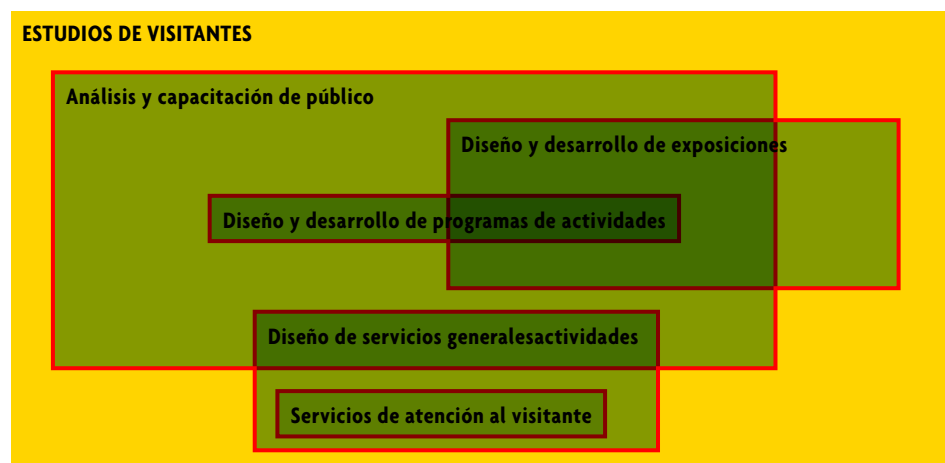 ESTUDIOS DE VISITANTES
Análisis y capacitación de público
Diseño y desarrollo de exposiciones
Diseño y desarrollo de programas de actividades
Diseño de servicios generalesactividades
Servicios de atención al visitante